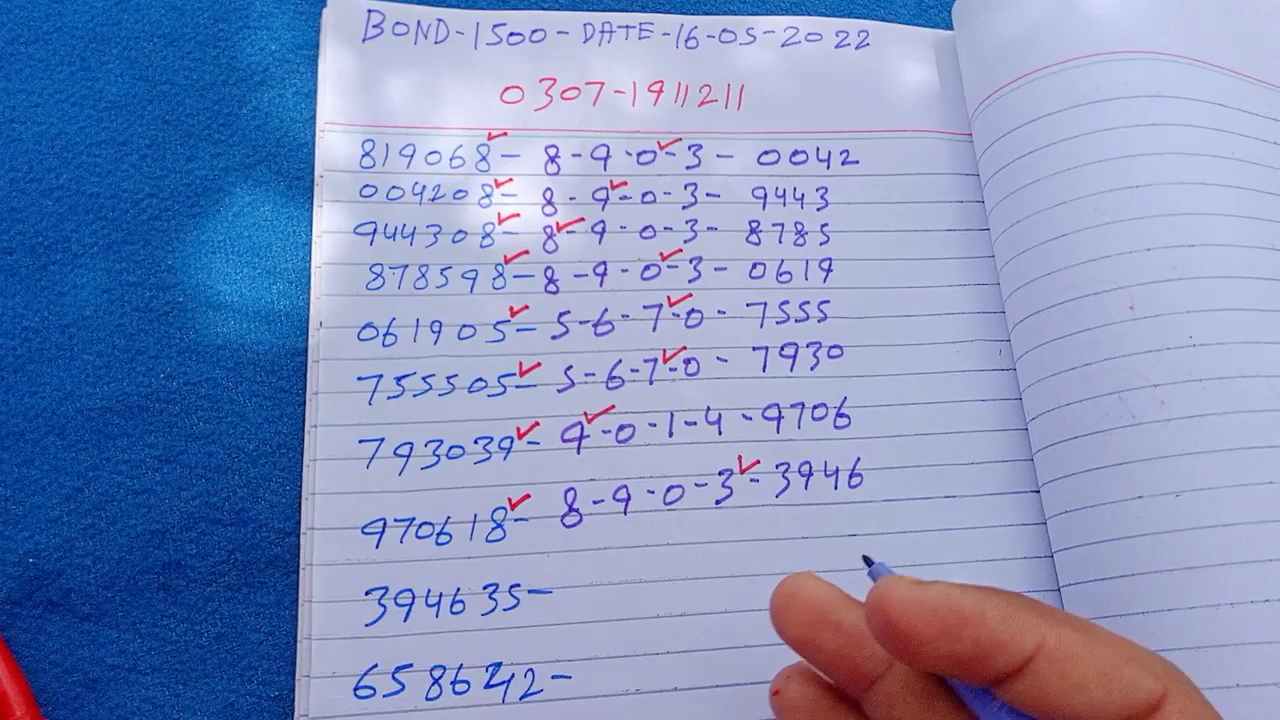 BOND-1500-DATE-16-05-2022
0307-1911211
819068- 8-9-0-3- 0042
004208- 8-9-0-3- 9443
944308- 8-9-0-3- 8785
878598- 8-9-0-3- 0619
061905- 5-6-7-0- 7555
755505- 5-6-7-0- 7930
793039- 9-0-1-4-9706
970618- 8-9-0-3-3946
394635-